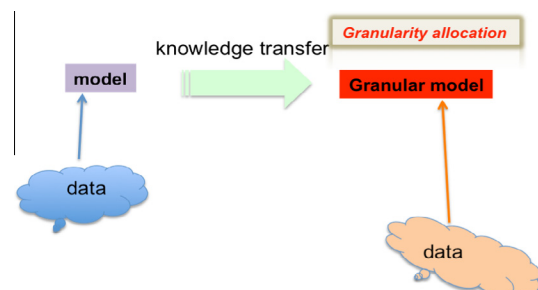 Granularity allocation
knowledge transfer
model
Granular model
data
data